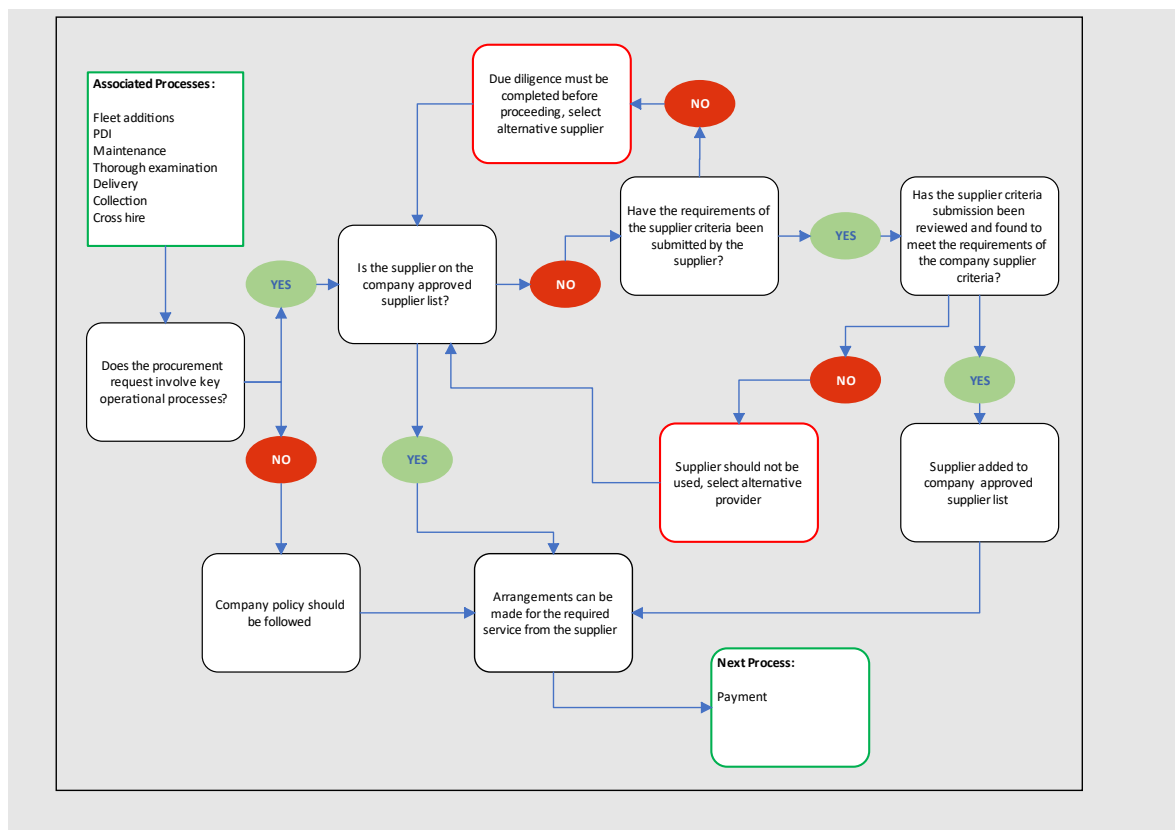 Associated Processes :
Fleet additions
PDI
Maintenance
Thorough examination
Delivery
Collection
Cross hire
Due diligence must be
completed before
proceeding, select
alternative supplier
NO
Have the requirements of
the supplier criteria been
submitted by the
supplier?
YES
Has the supplier criteria
submission been
reviewed and found to
meet the requirements of
the company supplier
criteria?
Is the supplier on the
company approved
supplier list?
YES
NO
Does the procurement
request involve key
operational processes?
NO
YES
NO
YES
Supplier should not be
used, select alternative
provider
Supplier added to
company approved
supplier list
Company policy should
be followed
Arrangements can be
made for the required
service from the supplier
Next Process:
Payment